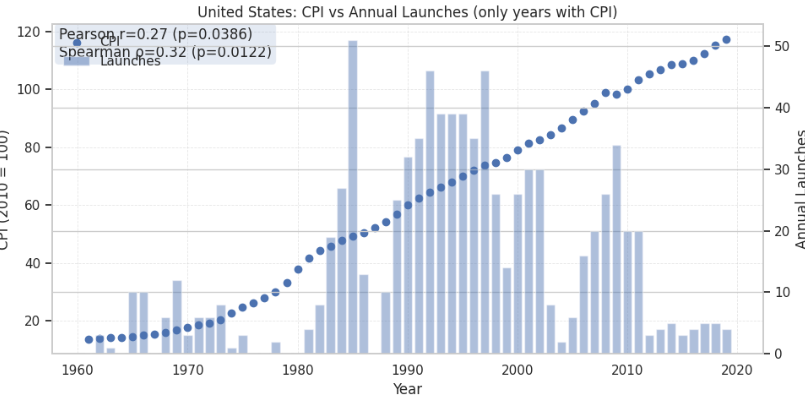 United States: CPI vs Annual Launches (only years with CPI)
Pearson r=0.27 (p=0.0386)
CPI
Spearman ρ=0.32 (p=0.0122)
Launches
120
100
80
60
40
20
CPI (2010 = 100)
50
40
30
20
10
0
Annual Launches
1960 1970 1980 1990 2000 2010 2020
Year